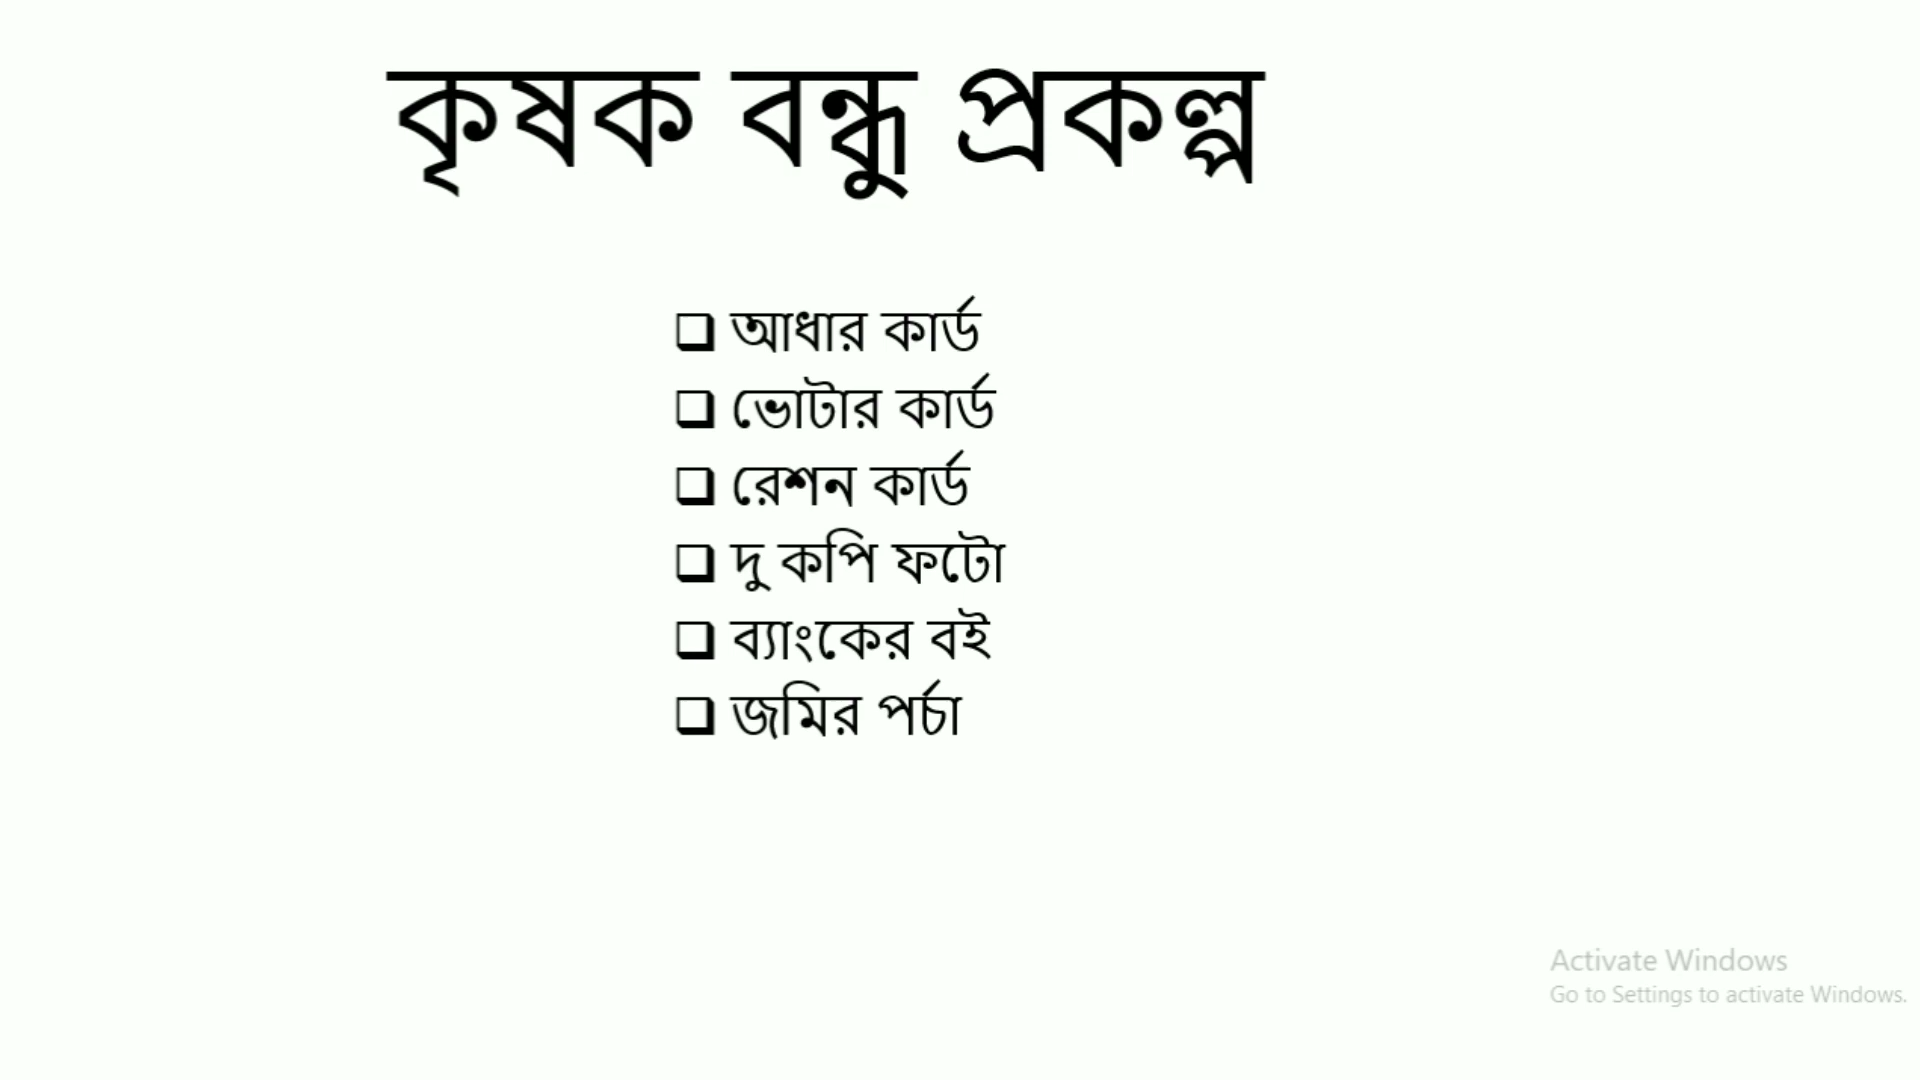 কৃষক বন্ধু প্রকল্প
❑ আধার কার্ড
❑ ভোটার কার্ড
❑ রেশন কার্ড
❑ দু কপি ফটো
❑ ব্যাংকের বই
❑ জমির পর্চা
Activate Windows
Go to Settings to activate Windows.